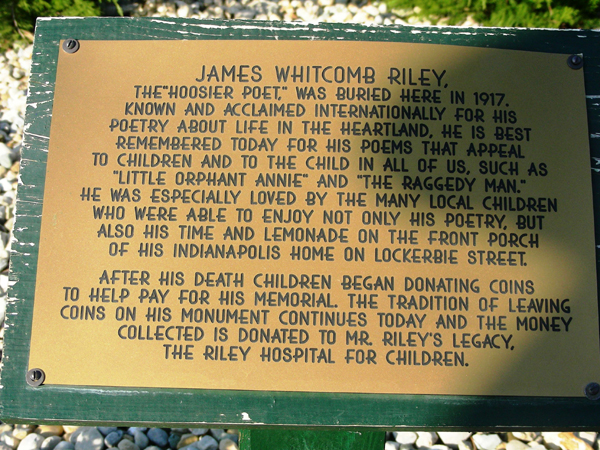 JAMES WHITCOMB RILEY,
THE "HOOSIER POET," WAS BURIED HERE IN 1917.
KNOWN AND ACCLAIMED INTERNATIONALLY FOR HIS
POETRY ABOUT LIFE IN THE HEARTLAND, HE IS BEST
REMEMBERED TODAY FOR HIS POEMS THAT APPEAL
TO CHILDREN AND TO THE CHILD IN ALL OF US, SUCH AS
"LITTLE ORPHANT ANNIE" AND "THE RAGGEDY MAN."
HE WAS ESPECIALLY LOVED BY THE MANY LOCAL CHILDREN
WHO WERE ABLE TO ENJOY NOT ONLY HIS POETRY, BUT
ALSO HIS TIME AND LEMONADE ON THE FRONT PORCH
OF HIS INDIANAPOLIS HOME ON LOCKERBIE STREET.
AFTER HIS DEATH CHILDREN BEGAN DONATING COINS
TO HELP PAY FOR HIS MEMORIAL. THE TRADITION OF LEAVING
COINS ON HIS MONUMENT CONTINUES TODAY AND THE MONEY
COLLECTED IS DONATED TO MR. RILEY'S LEGACY,
THE RILEY HOSPITAL FOR CHILDREN.